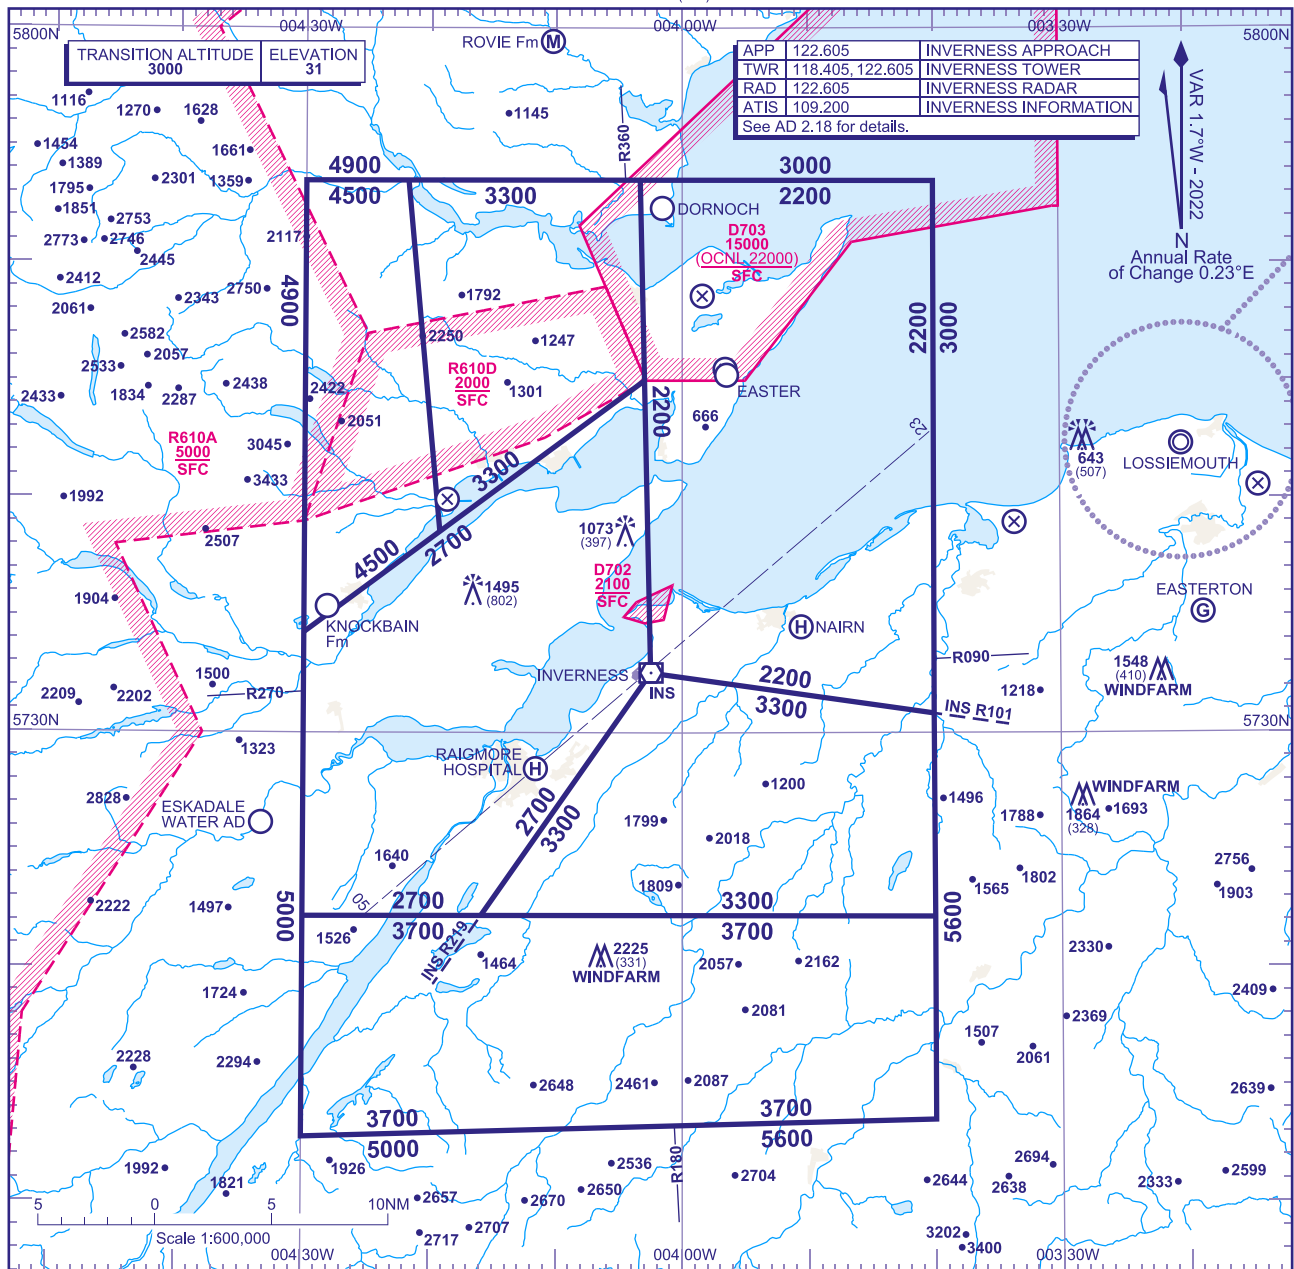 5800N
004 30W
004 00W
003 30W
5800N
TRANSITION ALTITUDE
3000
ELEVATION
31
ROVIE Fm
M
APP 122.605 INVERNESS APPROACH
TWR 118.405, 122.605 INVERNESS TOWER
RAD 122.605 INVERNESS RADAR
ATIS 109.200 INVERNESS INFORMATION
See AD 2.18 for details.
VAR 1.7°W - 2022
N
Annual Rate
of Change 0.23°E
1116
1270
1628
1145
1454
1389
1661
R360
1795
2301
1359
1851
4900
4500
3300
3000
2200
DORNOCH
2753
2773
2746
2445
2117
D703
15000
(OCNL 22000)
SFC
2412
2061
2343
2750
4900
1792
2582
2250
1247
2200
3000
2057
2533
R610D
2000
SFC
1301
2433
1834
2287
2438
2422
2051
2200
EASTER
666
23
R610A
5000
SFC
3045
3433
3300
643
(507)
LOSSIEMOUTH
1992
2507
4500
2700
1073
(397)
D702
2100
SFC
1495
(802)
1904
KNOCKBAIN
Fm
H
NAIRN
EASTERTON
G
1500
R270
2209
2202
INVERNESS
INS
2200
3300
R090
1218
1548
(410)
WINDFARM
INS R101
5730N
5730N
1323
RAIGMORE
HOSPITAL
H
2828
ESKADALE
WATER AD
2700
3300
1200
1799
2018
1496
1788
WINDFARM
1864
(328)
1693
1640
1809
1565
1802
2756
1903
2222
1497
05
5000
2700
3300
5600
1526
3700
INS R219
3700
1464
2225
(331)
WINDFARM
2057
2162
2330
1724
2081
2409
2369
1507
2061
2228
2294
2648
2461
2087
2639
3700
5000
3700
5600
1992
1821
1926
2536
R180
2704
2694
2638
2644
2599
2333
2657
2670
2650
5 0 5 10NM
Scale 1:600,000
2717
2707
3202
3400
004 30W
004 00W
003 30W